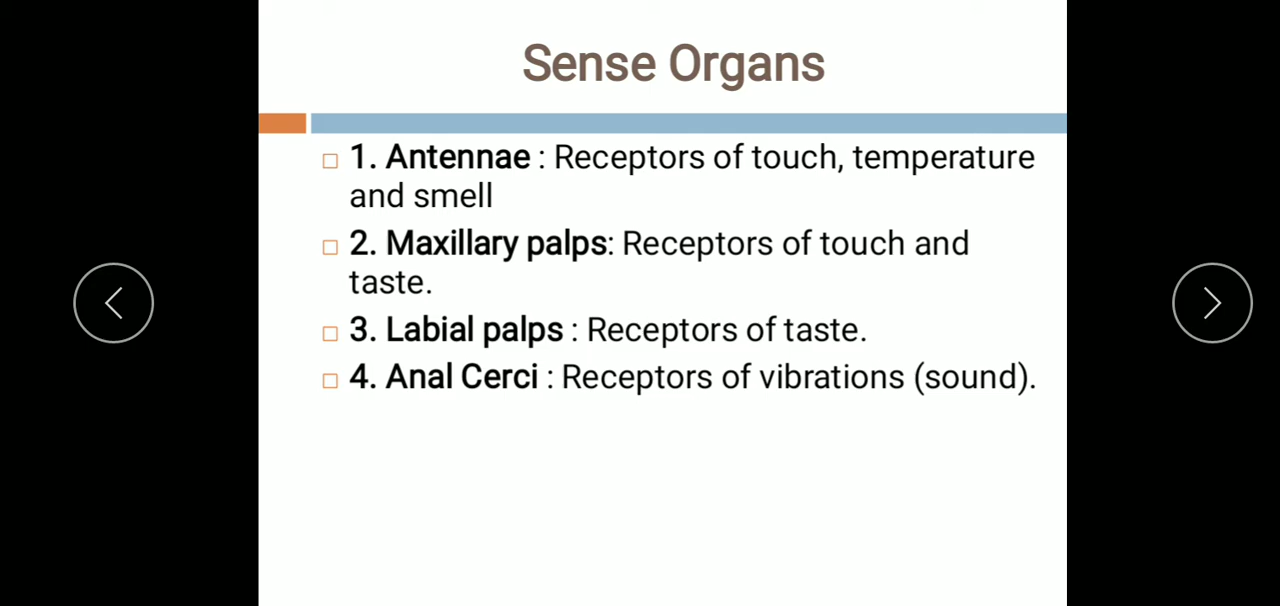 Sense Organs
1. Antennae : Receptors of touch, temperature
and smell
2. Maxillary palps: Receptors of touch and
taste.
3. Labial palps : Receptors of taste.
4. Anal Cerci : Receptors of vibrations (sound).